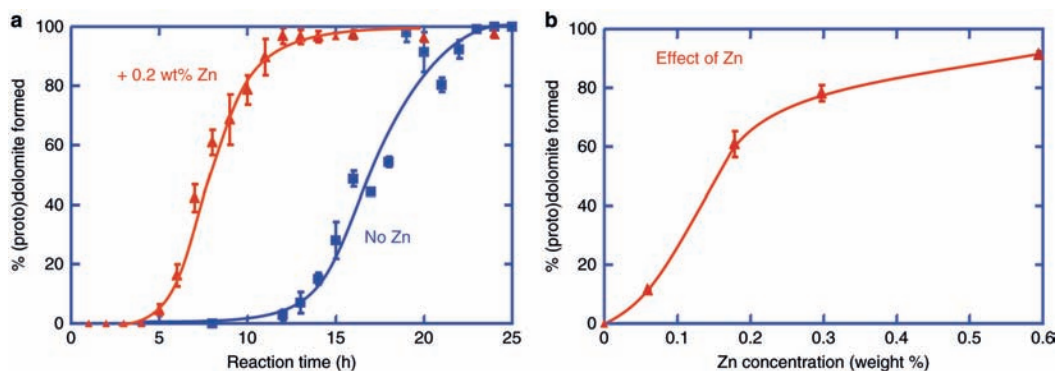 a
100
80
60
40
20
0
% (proto)dolomite formed
+ 0.2 wt% Zn
No Zn
0 5 10 15 20 25
Reaction time (h)
b
100
80
60
40
20
0
% (proto)dolomite formed
Effect of Zn
0 0.1 0.2 0.3 0.4 0.5 0.6
Zn concentration (weight %)